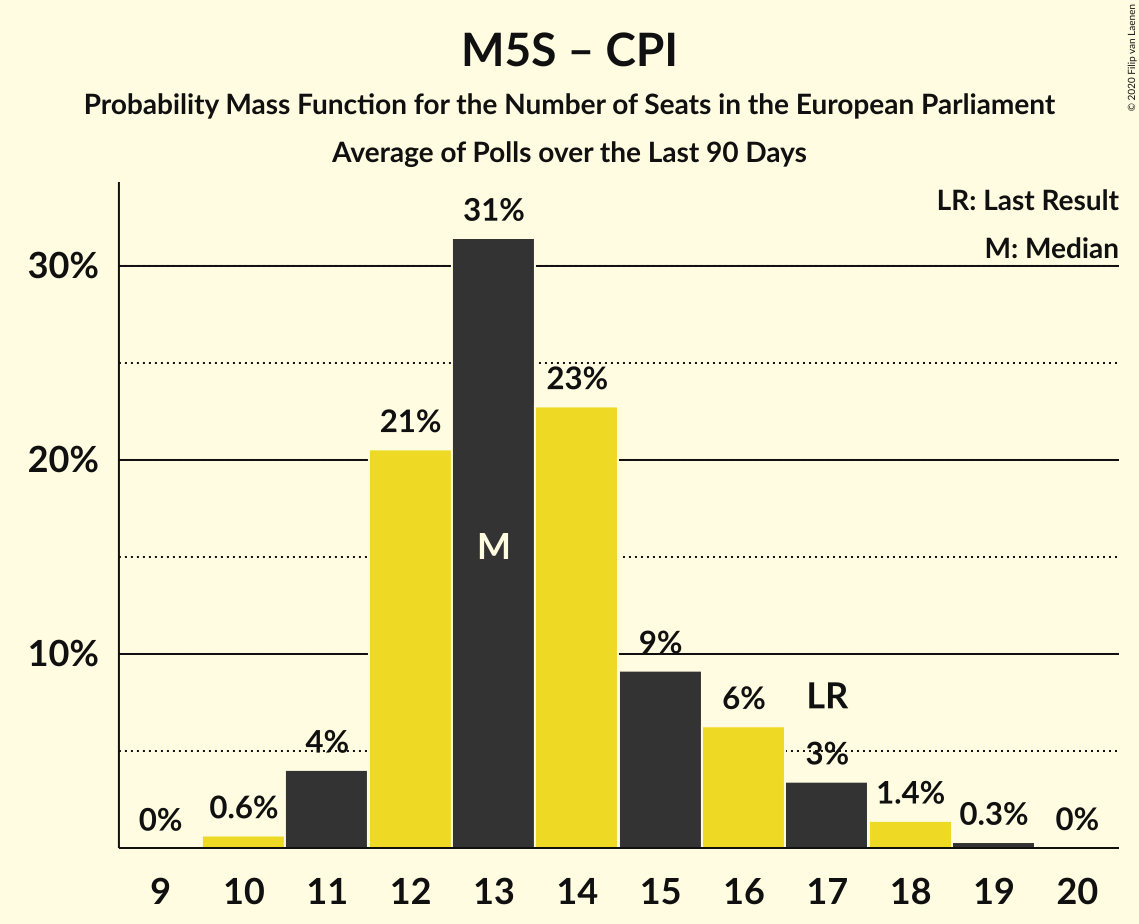 M5S – CPI
Probability Mass Function for the Number of Seats in the European Parliament
Average of Polls over the Last 90 Days
© 2020 Filip van Laenen
LR: Last Result
M: Median
30%
20%
10%
0%
0.6%
4%
21%
31%
M
23%
9%
6%
LR
3%
1.4%
0.3%
0%
9 10 11 12 13 14 15 16 17 18 19 20